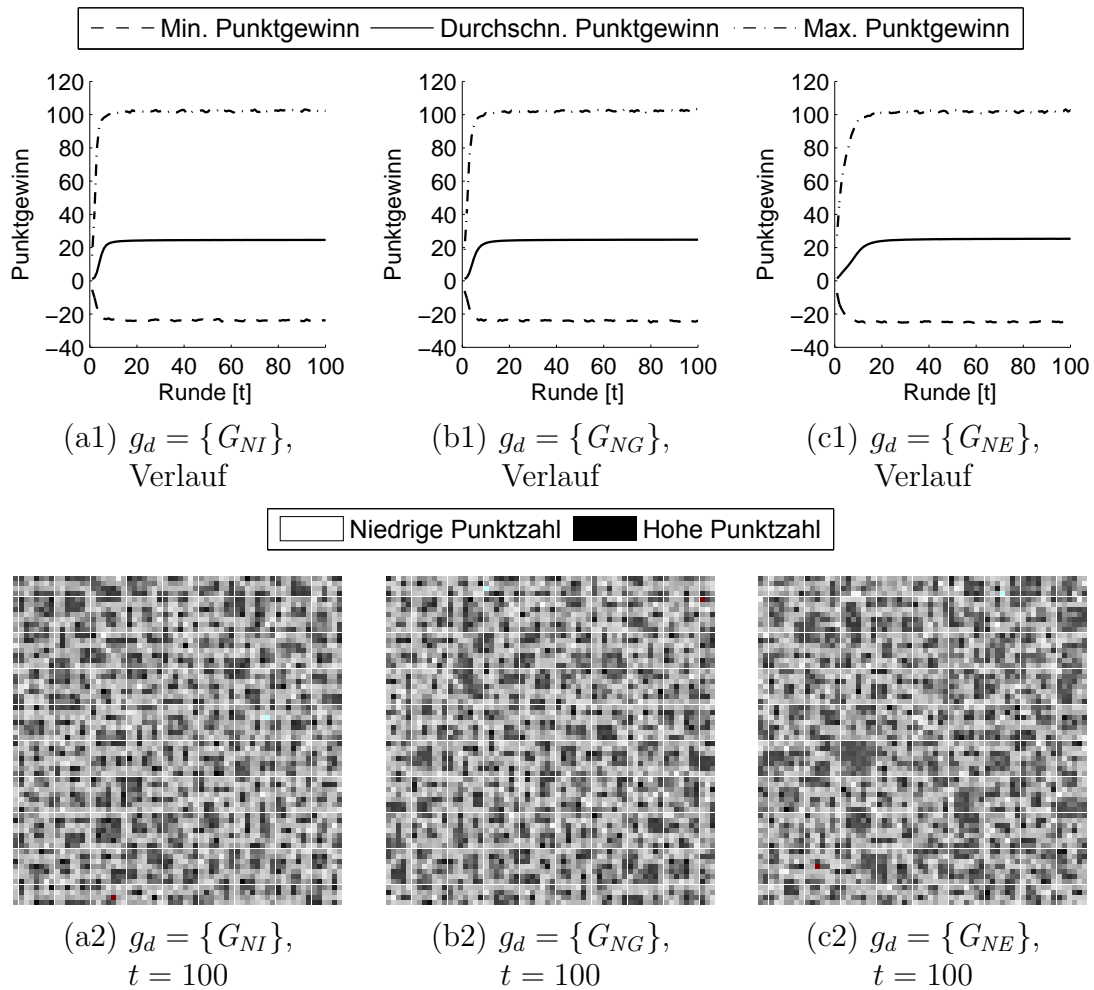 Min. Punktgewinn Durchschn. Punktgewinn Max. Punktgewinn
120 120 120
100 100 100
80 80 80
60 60 60
40 40 40
20 20 20
0 0 0
−20 −20 −20
−40 −40 −40
Punktgewinn Punktgewinn Punktgewinn
0 20 40 60 80 100 0 20 40 60 80 100 0 20 40 60 80 100
Runde [t] Runde [t] Runde [t]
(a1) g_d = {G_NI}, (b1) g_d = {G_NG}, (c1) g_d = {G_NE},
Verlauf Verlauf Verlauf
Niedrige Punktzahl Hohe Punktzahl
(a2) g_d = {G_NI}, (b2) g_d = {G_NG}, (c2) g_d = {G_NE},
t = 100 t = 100 t = 100